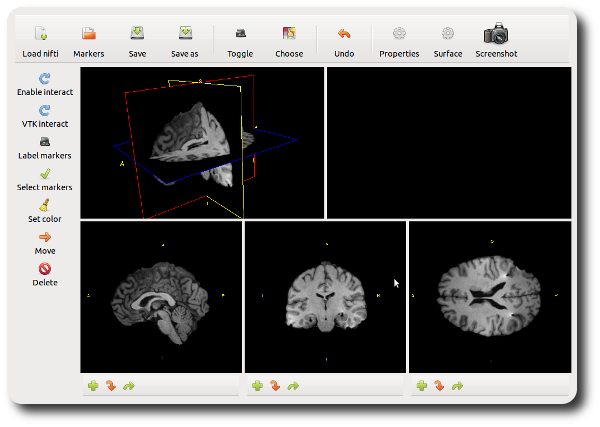 Load nifti
Markers
Save
Save as
Toggle
Choose
Undo
Properties
Surface
Screenshot
Enable interact
VTK interact
Label markers
Select markers
Set color
Move
Delete
A